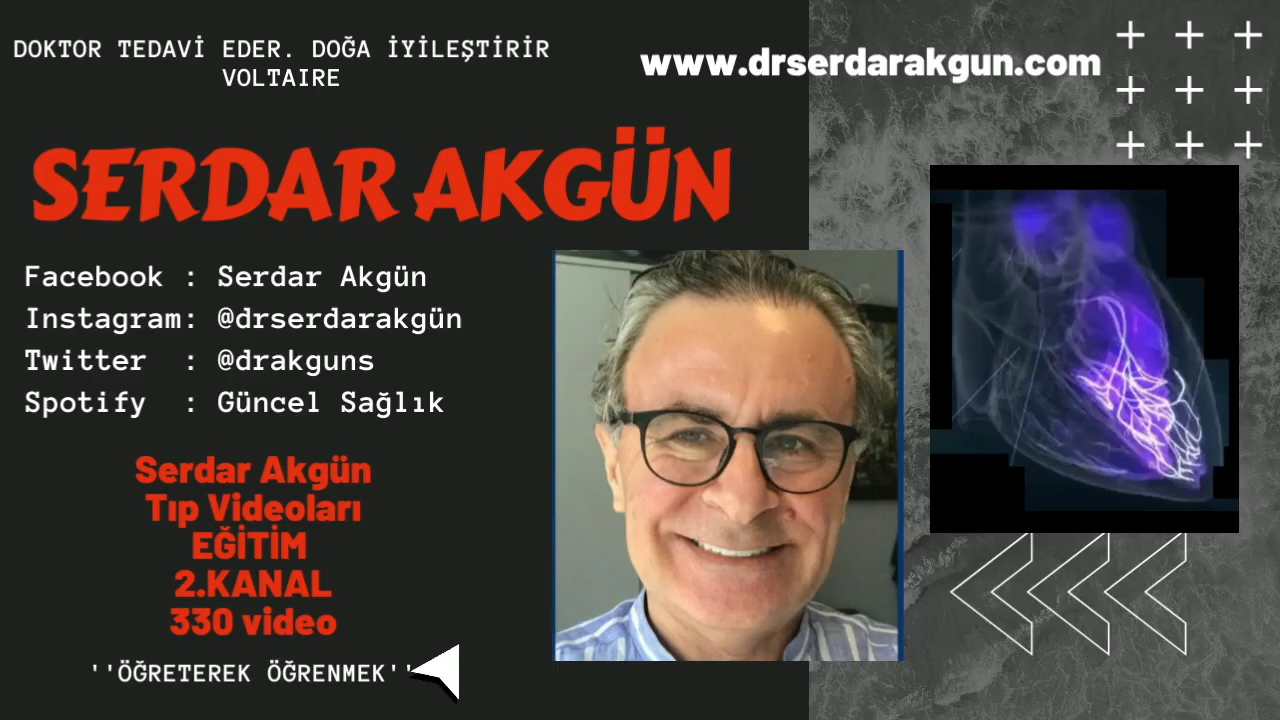 DOKTOR TEDAVİ EDER. DOĞA İYİLEŞTİRİR
VOLTAIRE
www.drserdarakgun.com
SERDAR AKGÜN
Facebook : Serdar Akgün
Instagram: @drserdarakgün
Twitter : @drakguns
Spotify : Güncel Sağlık
Serdar Akgün
Tıp Videoları
EĞİTİM
2.KANAL
330 video
''ÖĞRETEREK ÖĞRENMEK''